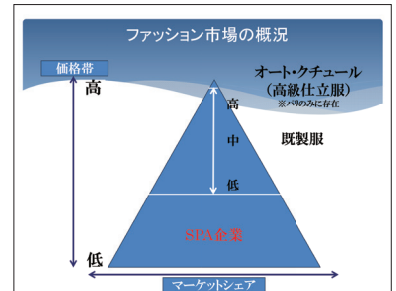 ファッション市場の概況
価格帯
高
オート・クチュール
(高級仕立服)
※パリのみに存在
高
中
既製服
低
SPA企業
低
マーケットシェア